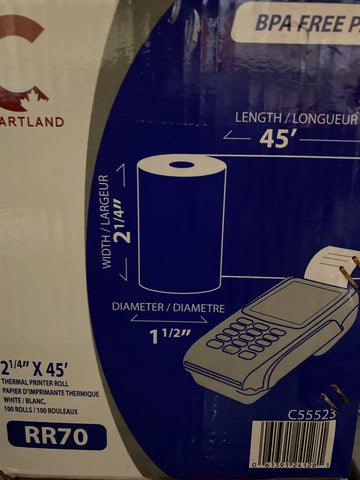 BPA FREE
LENGTH / LONGUEUR
45'
WIDTH / LARGEUR
2 1/4"
DIAMETER / DIAMETRE
1 1/2"
2 1/4" X 45'
THERMAL PRINTER ROLL
PAPIER D'IMPRIMANTE THERMIQUE
WHITE / BLANC,
100 ROLLS / 100 ROULEAUX
RR70
C55523